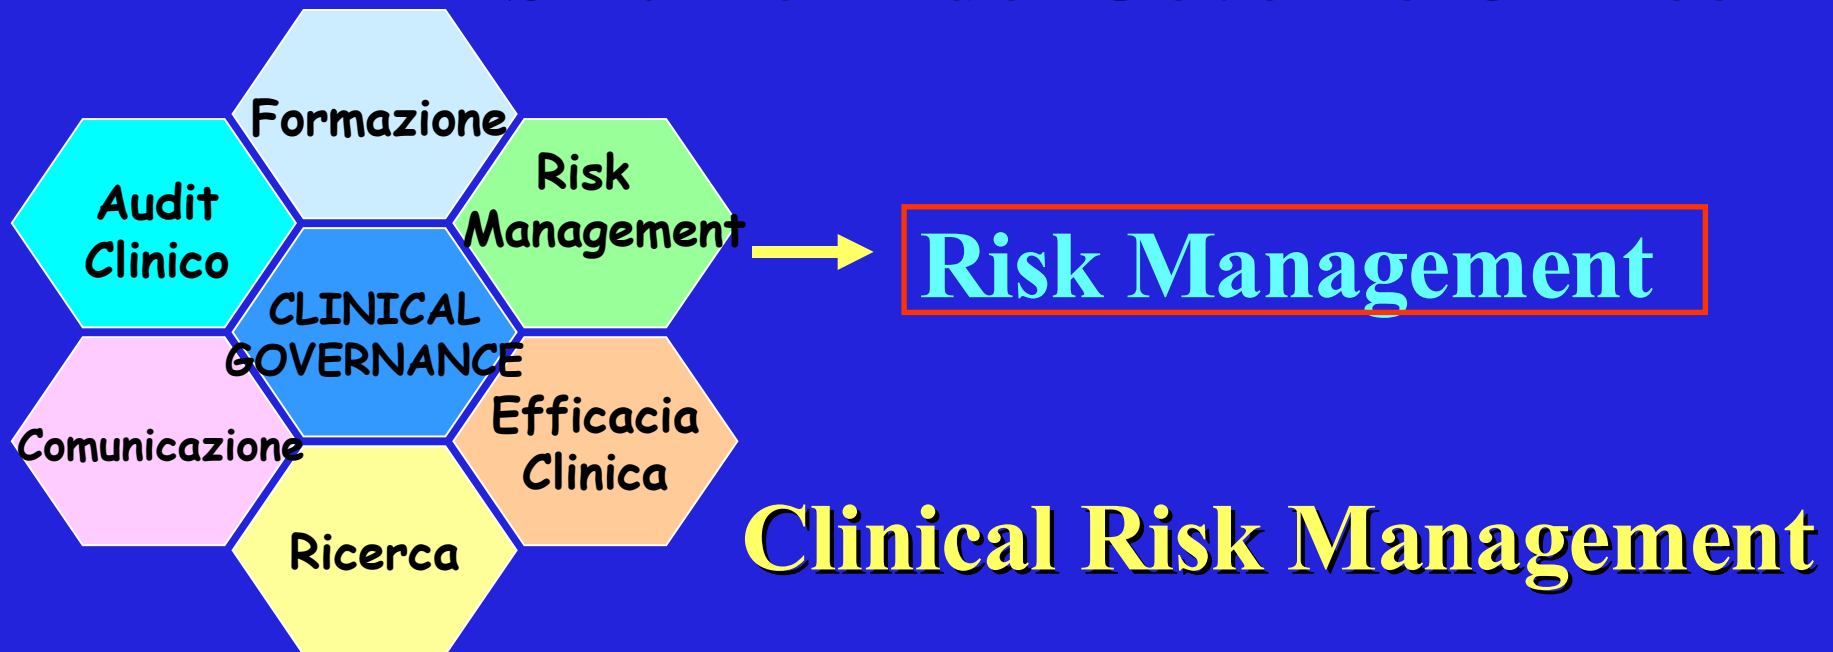 Formazione
Audit
Clinico
Risk
Management
CLINICAL
GOVERNANCE
Comunicazione
Efficacia
Clinica
Ricerca
Risk Management
Clinical Risk Management